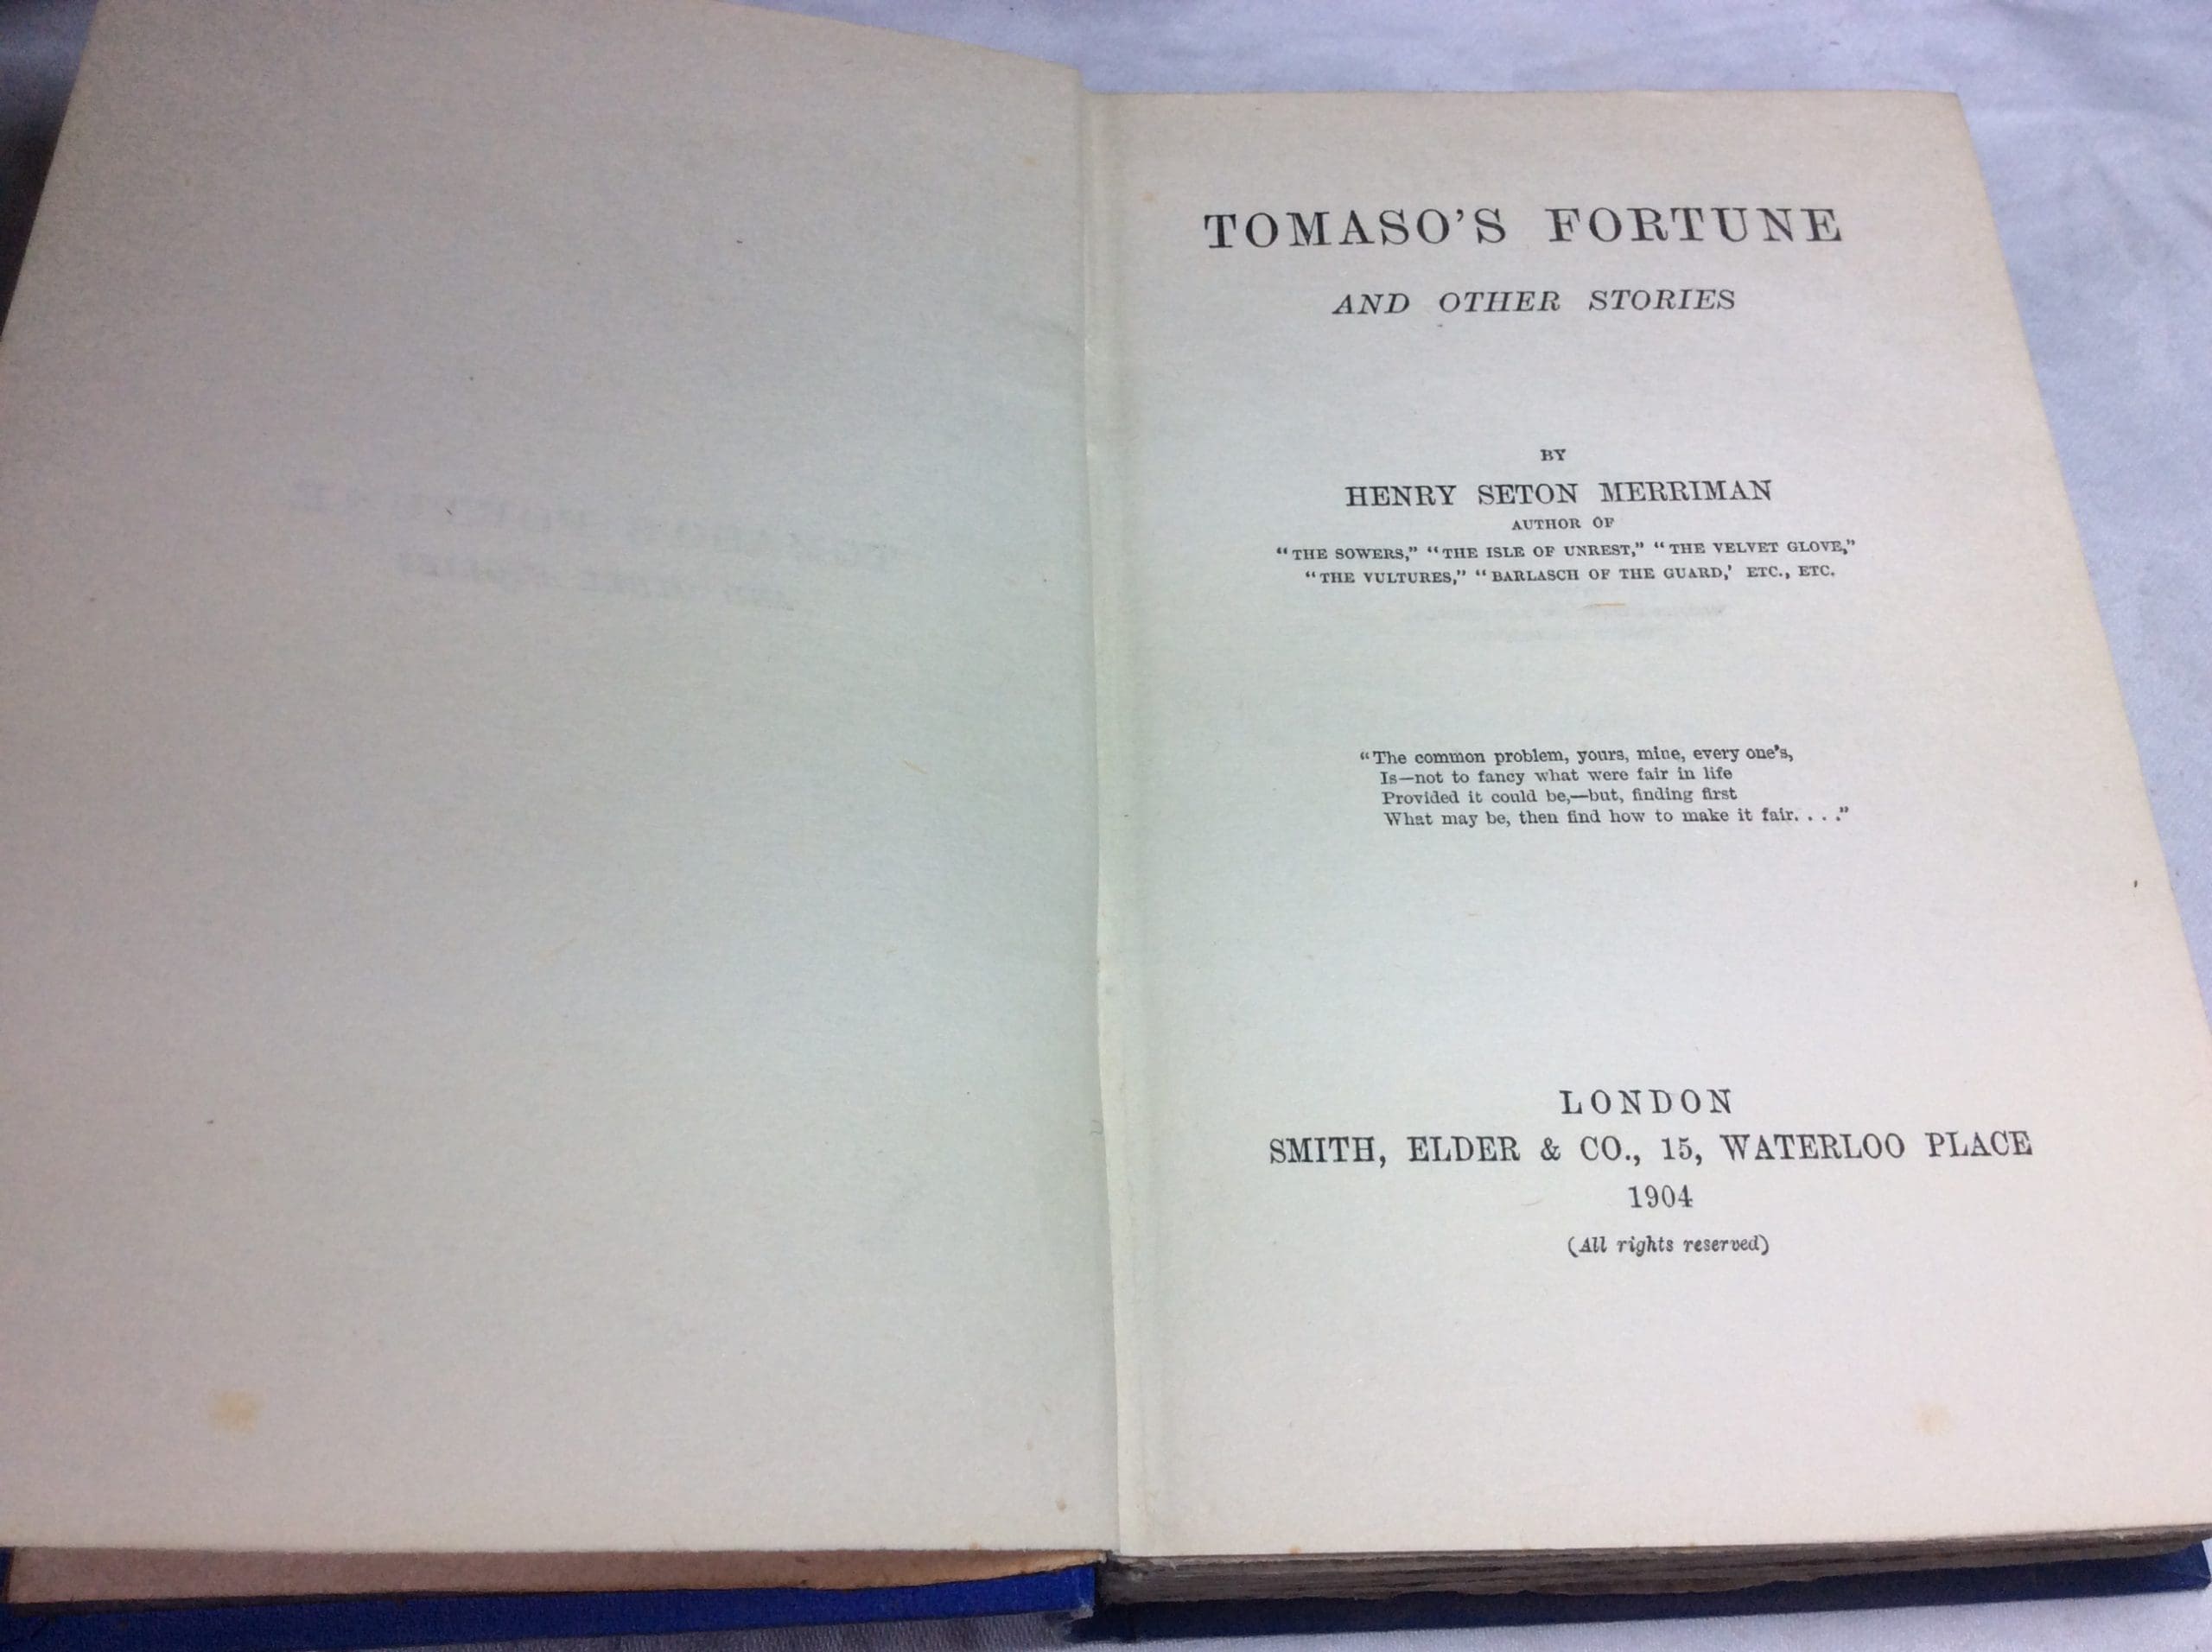 TOMASO'S FORTUNE
AND OTHER STORIES
BY
HENRY SETON MERRIMAN
AUTHOR OF
"THE SOWERS," "THE ISLE OF UNREST," "THE VELVET GLOVE,"
"THE VULTURES," "BARLASCH OF THE GUARD,' ETC., ETC.
"The common problem, yours, mine, every one's,
Is—not to fancy what were fair in life
Provided it could be,—but, finding first
What may be, then find how to make it fair. . . ."
LONDON
SMITH, ELDER & CO., 15, WATERLOO PLACE
1904
(All rights reserved)